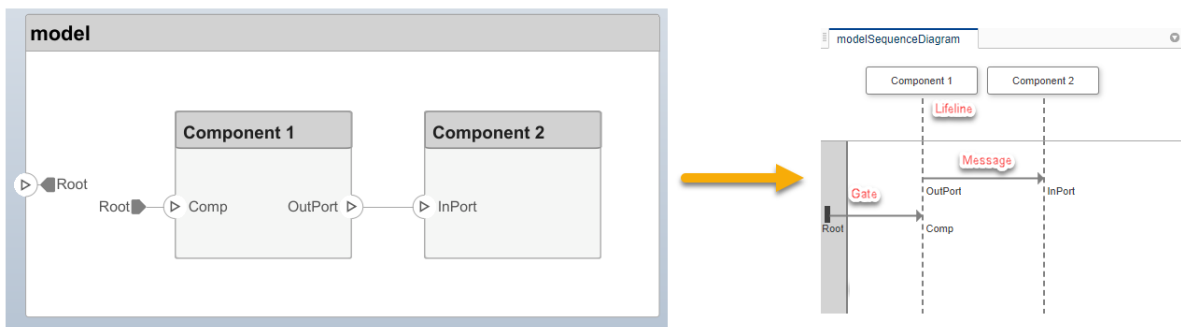 model
Component 1
Component 2
Root
Root
Comp
OutPort
InPort
modelSequenceDiagram
Component 1
Component 2
Lifeline
Message
Gate
OutPort
InPort
Root
Comp